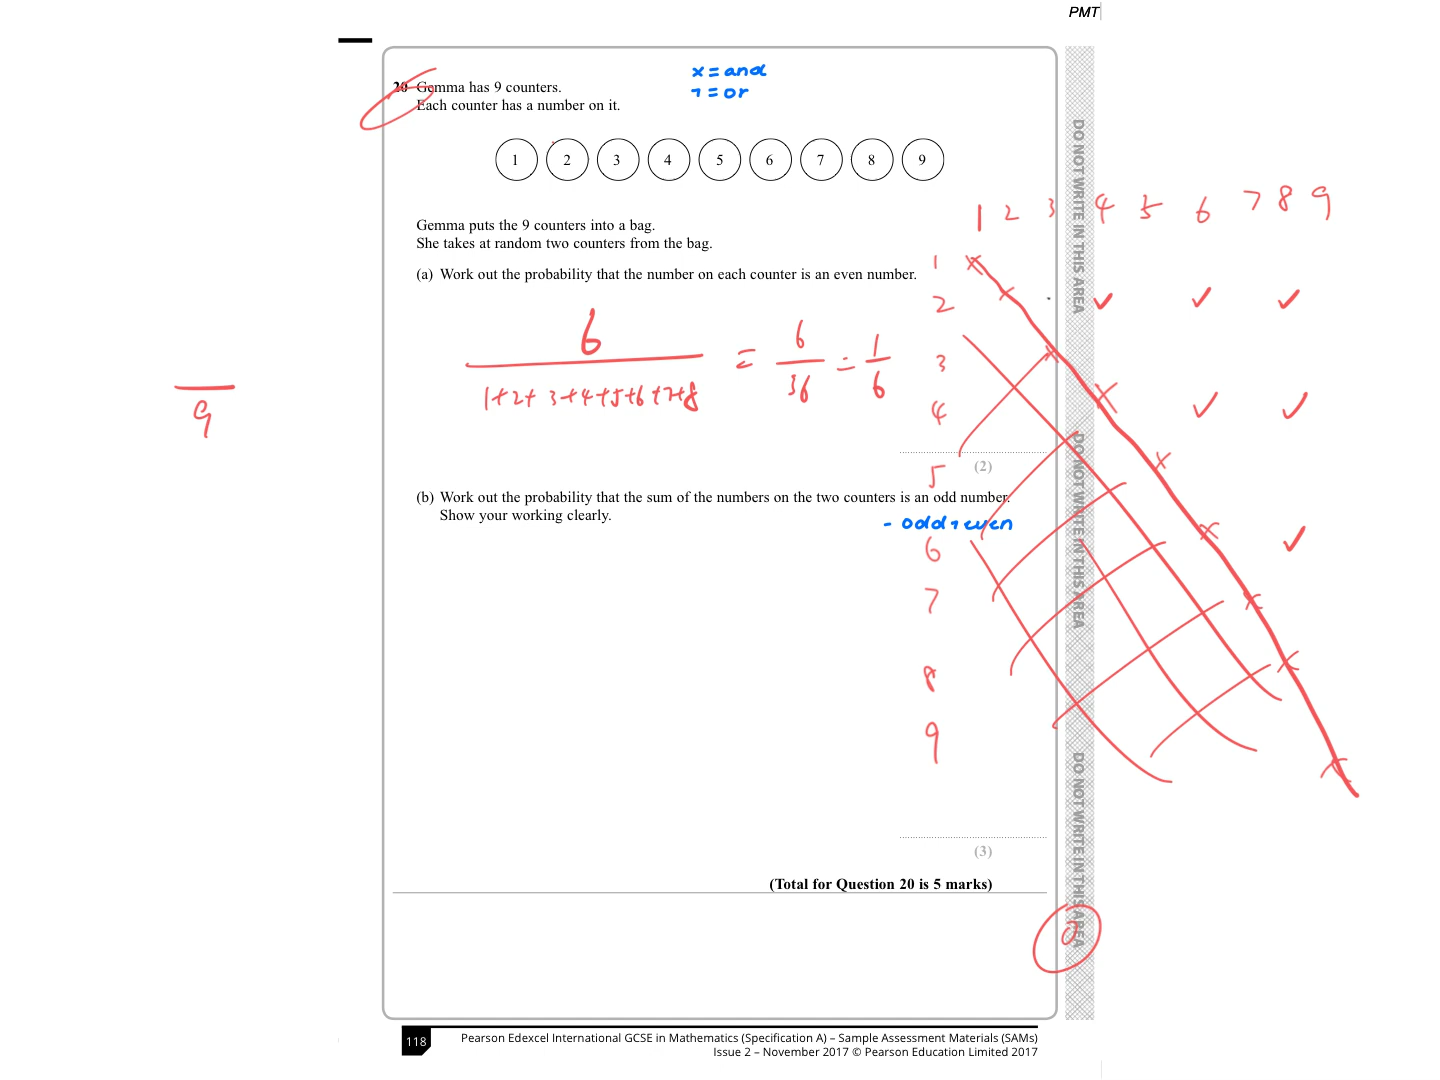 PMT
20 Gemma has 9 counters.
x = and
Each counter has a number on it.
1 = or
1 2 3 4 5 6 7 8 9
1 2 3 4 5 6 7 8 9
Gemma puts the 9 counters into a bag.
She takes at random two counters from the bag.
(a) Work out the probability that the number on each counter is an even number.
1
2
3
4
5
6
7
8
9
6
1+2+3+4+5+6+7+8
= 6/36 = 1/6
9
(2)
(b) Work out the probability that the sum of the numbers on the two counters is an odd number.
Show your working clearly.
- odd 1 even
(3)
(Total for Question 20 is 5 marks)
DO NOT WRITE IN THIS AREA
DO NOT WRITE IN THIS AREA
DO NOT WRITE IN THIS AREA
118
Pearson Edexcel International GCSE in Mathematics (Specification A) – Sample Assessment Materials (SAMs)
Issue 2 – November 2017 © Pearson Education Limited 2017